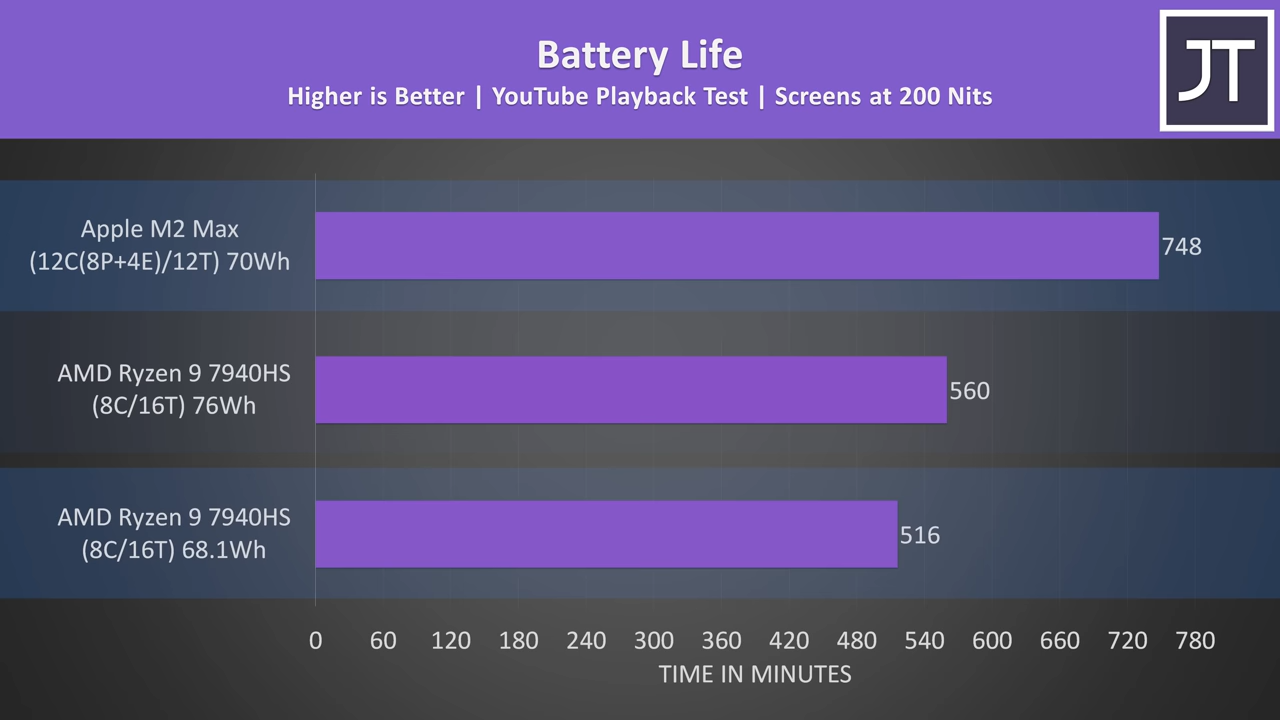 Battery Life
Higher is Better | YouTube Playback Test | Screens at 200 Nits
JT
Apple M2 Max
(12C(8P+4E)/12T) 70Wh
748
AMD Ryzen 9 7940HS
(8C/16T) 76Wh
560
AMD Ryzen 9 7940HS
(8C/16T) 68.1Wh
516
0 60 120 180 240 300 360 420 480 540 600 660 720 780
TIME IN MINUTES